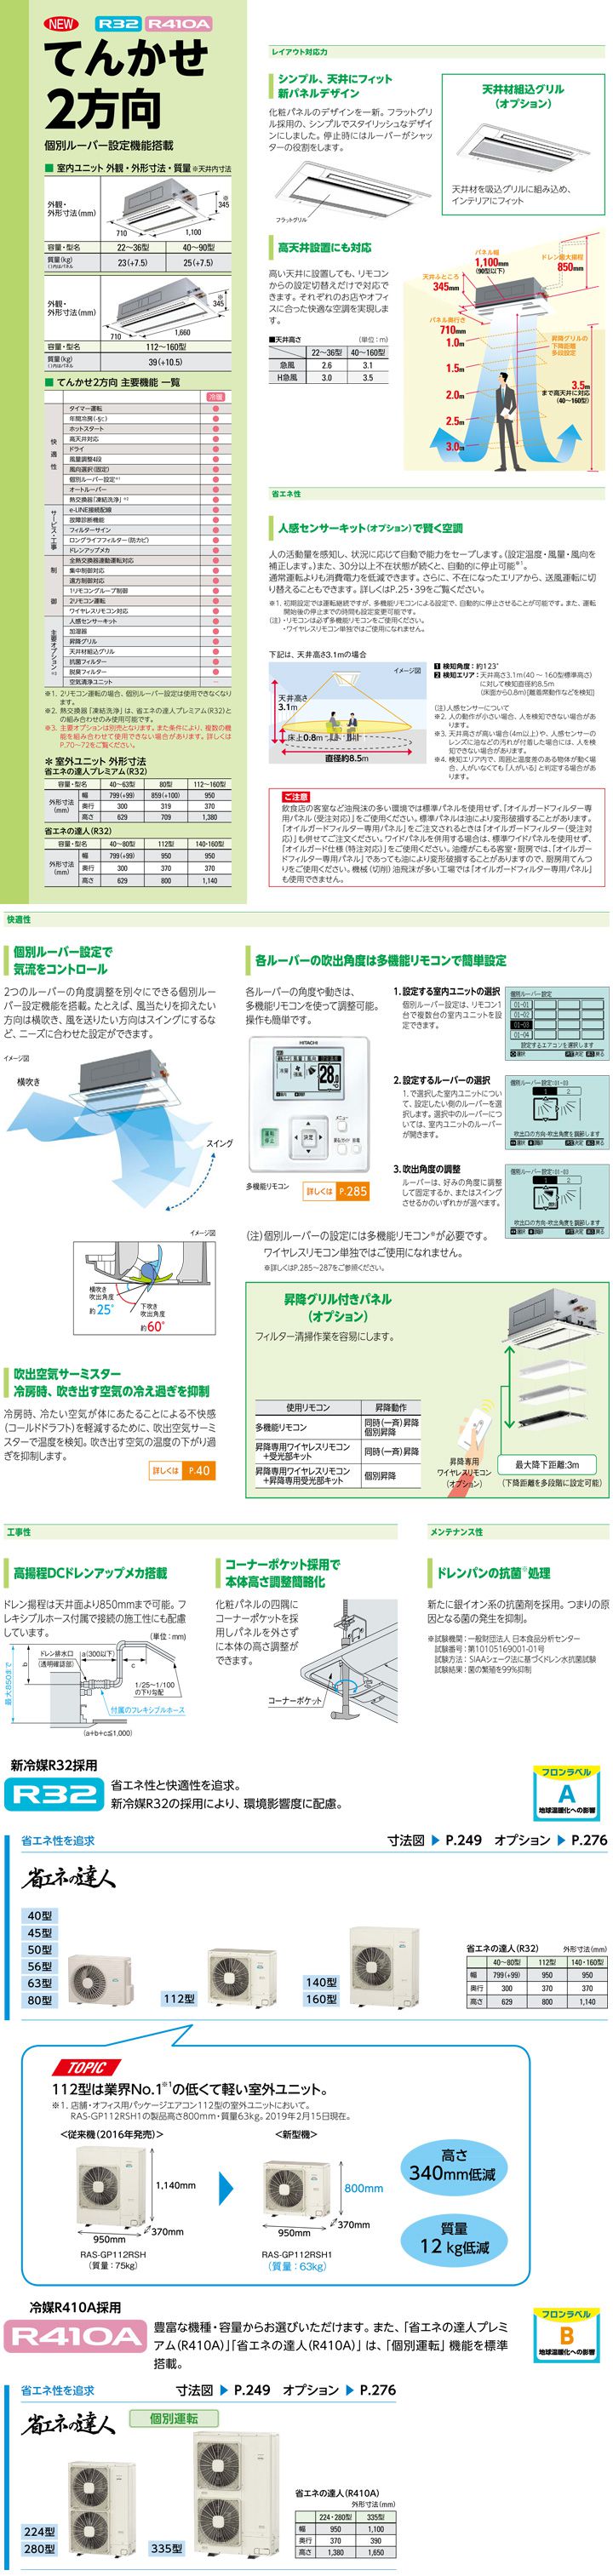 NEW R32 R410A
てんかせ
2方向
個別ルーバー設定機能搭載
■ 室内ユニット 外観・外形寸法・質量 ※天井内寸法
外観・外形寸法(mm)
※345
710
1,100
容量・型名 22〜36型 40〜90型
質量(kg) ( )内はパネル 23(+7.5) 25(+7.5)
外観・外形寸法(mm)
※345
710
1,660
容量・型名 112〜160型
質量(kg) ( )内はパネル 39(+10.5)
■ てんかせ2方向 主要機能 一覧
冷暖
快適性
タイマー運転 ●
年間冷房(-5℃) ●
ホットスタート ●
高天井対応 ●
ドライ ●
風量調整4段 ●
風向選択(固定) ●
個別ルーバー設定※1 ●
オートルーバー ●
熱交換器「凍結洗浄」※2 ●
サービス・工事
e-LINE接続配線 ●
故障診断機能 ●
フィルターサイン ●
ロングライフフィルター(防カビ) ●
ドレンアップメカ ●
制御
全熱交換器連動運転対応 ●
集中制御対応 ●
遠方制御対応 ●
1リモコングループ制御 ●
2リモコン運転 ●
ワイヤレスリモコン対応 ●
主要オプション※3
人感センサーキット ●
加湿器 ●
昇降グリル ●
天井材組込グリル ●
抗菌フィルター ●
脱臭フィルター ●
空気清浄ユニット −
※1. 2リモコン運転の場合、個別ルーバー設定は使用できなくなります。
※2. 熱交換器「凍結洗浄」は、省エネの達人プレミアム(R32)との組み合わせのみ使用可能です。
※3. 主要オプションは別売となります。また条件により、複数の機能を組み合わせて使用できない場合があります。詳しくはP.70〜72をご覧ください。
＊ 室外ユニット 外形寸法
省エネの達人プレミアム(R32)
容量・型名 40〜63型 80型 112〜160型
外形寸法(mm)
幅 799(+99) 859(+100) 950
奥行 300 319 370
高さ 629 709 1,380
省エネの達人(R32)
容量・型名 40〜80型 112型 140・160型
外形寸法(mm)
幅 799(+99) 950 950
奥行 300 370 370
高さ 629 800 1,140
レイアウト対応力
シンプル、天井にフィット
新パネルデザイン
化粧パネルのデザインを一新。フラットグリル採用の、シンプルでスタイリッシュなデザインにしました。停止時にはルーバーがシャッターの役割をします。
フラットグリル
天井材組込グリル
(オプション)
天井材を吸込グリルに組み込め、インテリアにフィット
高天井設置にも対応
高い天井に設置しても、リモコンからの設定切替えだけで対応できます。それぞれのお店やオフィスに合った快適な空調を実現します。
■天井高さ (単位：m)
22〜36型 40〜160型
急風 2.6 3.1
H急風 3.0 3.5
パネル幅
1,100mm
(90型以下)
ドレン最大揚程
850mm
天井ふところ
345mm
パネル奥行き
710mm
1.0m
1.5m
2.0m
2.5m
3.0m
昇降グリルの下降距離多段設定
3.5m
まで高天井に対応
(40〜160型)
省エネ性
人感センサーキット(オプション)で賢く空調
人の活動量を感知し、状況に応じて自動で能力をセーブします。(設定温度・風量・風向を補正します。)また、30分以上不在状態が続くと、自動的に停止可能※1。
通常運転よりも消費電力を低減できます。さらに、不在になったエリアから、送風運転に切り替えることもできます。詳しくはP.25・39をご覧ください。
※1. 初期設定では運転継続ですが、多機能リモコンによる設定で、自動的に停止させることが可能です。また、運転開始後の停止までの時間も設定変更可能です。
(注)・リモコンは必ず多機能リモコンをご使用ください。
・ワイヤレスリモコン単独ではご使用になれません。
下記は、天井高さ3.1mの場合
イメージ図
天井高さ
3.1m
床上0.8m
直径約8.5m
1 検知角度：約123°
2 検知エリア：天井高さ3.1m(40〜160型標準高さ)に対して検知直径約8.5m
(床面から0.8m)[離着席動作などを検知]
(注)人感センサーについて
※2. 人の動作が小さい場合、人を検知できない場合があります。
※3. 天井高さが高い場合(4m以上)や、人感センサーのレンズに油などの汚れが付着した場合には、人を検知できない場合があります。
※4. 検知エリア内で、周囲と温度差のある物体が動く場合、人がいなくても「人がいる」と判定する場合があります。
ご注意
飲食店の客室など油飛沫の多い環境では標準パネルを使用せず、「オイルガードフィルター専用パネル(受注対応)」をご使用ください。標準パネルは油により変形破損することがあります。「オイルガードフィルター専用パネル」をご注文されるときは「オイルガードフィルター(受注対応)」も併せてご注文ください。ワイドパネルを併用する場合は、標準ワイドパネルを使用せず、「オイルガード仕様(特注対応)」をご使用ください。油煙がこもる客室・厨房では、「オイルガードフィルター専用パネル」であっても油により変形破損することがありますので、厨房用てんつりをご使用ください。機械(切削)油飛沫が多い工場では「オイルガードフィルター専用パネル」も使用できません。
快適性
個別ルーバー設定で
気流をコントロール
2つのルーバーの角度調整を別々にできる個別ルーバー設定機能を搭載。たとえば、風当たりを抑えたい方向は横吹き、風を送りたい方向はスイングにするなど、ニーズに合わせた設定ができます。
イメージ図
横吹き
スイング
イメージ図
横吹き
吹出角度
約25°
下吹き
吹出角度
約60°
吹出空気サーミスター
冷房時、吹き出す空気の冷え過ぎを抑制
冷房時、冷たい空気が体にあたることによる不快感(コールドドラフト)を軽減するために、吹出空気サーミスターで温度を検知。吹き出す空気の温度の下がり過ぎを抑制します。
詳しくは P.40
各ルーバーの吹出角度は多機能リモコンで簡単設定
各ルーバーの角度や動きは、多機能リモコンを使って調整可能。操作も簡単です。
HITACHI
多機能リモコン
詳しくは P.285
1. 設定する室内ユニットの選択
個別ルーバー設定は、リモコン1台で複数台の室内ユニットを設定できます。
個別ルーバー設定
01-01
01-02
01-03
01-04
設定するエアコンを選択します
2. 設定するルーバーの選択
1.で選択した室内ユニットについて、設定したい側のルーバーを選択します。選択中のルーバーについては、室内ユニットのルーバーが開きます。
個別ルーバー設定:01-03
1 2
吹出口の方向・吹出角度を調節します
3. 吹出角度の調整
ルーバーは、好みの角度に調整して固定するか、またはスイングさせるかのいずれかが選べます。
個別ルーバー設定:01-03
1 2
吹出口の方向・吹出角度を調節します
(注)個別ルーバーの設定には多機能リモコン※が必要です。
ワイヤレスリモコン単独ではご使用になれません。
※詳しくはP.285〜287をご参照ください。
昇降グリル付きパネル
(オプション)
フィルター清掃作業を容易にします。
使用リモコン 昇降動作
多機能リモコン 同時(一斉)昇降 個別昇降
昇降専用ワイヤレスリモコン+受光部キット 同時(一斉)昇降
昇降専用ワイヤレスリモコン+昇降専用受光部キット 個別昇降
昇降専用
ワイヤレスリモコン
(オプション)
最大降下距離:3m
(下降距離を多段階に設定可能)
工事性
高揚程DCドレンアップメカ搭載
ドレン揚程は天井面より850mmまで可能。フレキシブルホース付属で接続の施工性にも配慮しています。
(単位：mm)
ドレン排水口
(透明確認部)
a(300以下)
b
c
最大850まで
1/25〜1/100
の下り勾配
付属のフレキシブルホース
(a+b+c≦1,000)
コーナーポケット採用で
本体高さ調整簡略化
化粧パネルの四隅にコーナーポケットを採用しパネルを外さずに本体の高さ調整ができます。
コーナーポケット
メンテナンス性
ドレンパンの抗菌※処理
新たに銀イオン系の抗菌剤を採用。つまりの原因となる菌の発生を抑制。
※試験機関：一般財団法人 日本食品分析センター
試験番号：第10105169001-01号
試験方法：SIAAシェーク法に基づくドレン水抗菌試験
試験結果：菌の繁殖を99%抑制
新冷媒R32採用
R32
省エネ性と快適性を追求。
新冷媒R32の採用により、環境影響度に配慮。
フロンラベル
A
地球温暖化への影響
省エネ性を追求
寸法図 ▶ P.249 オプション ▶ P.276
省エネの達人
40型
45型
50型
56型
63型
80型
112型
140型
160型
省エネの達人(R32) 外形寸法(mm)
40〜80型 112型 140・160型
幅 799(+99) 950 950
奥行 300 370 370
高さ 629 800 1,140
TOPIC
112型は業界No.1※1の低くて軽い室外ユニット。
※1. 店舗・オフィス用パッケージエアコン112型の室外ユニットにおいて。
RAS-GP112RSH1の製品高さ800mm・質量63kg。2019年2月15日現在。
<従来機(2016年発売)>
1,140mm
370mm
950mm
RAS-GP112RSH
(質量：75kg)
<新型機>
800mm
370mm
950mm
RAS-GP112RSH1
(質量：63kg)
高さ
340mm低減
質量
12 kg低減
冷媒R410A採用
R410A
豊富な機種・容量からお選びいただけます。また、「省エネの達人プレミアム(R410A)」「省エネの達人(R410A)」は、「個別運転」機能を標準搭載。
フロンラベル
B
地球温暖化への影響
省エネ性を追求
寸法図 ▶ P.249 オプション ▶ P.276
省エネの達人
個別運転
224型
280型
335型
省エネの達人(R410A)
外形寸法(mm)
224・280型 335型
幅 950 1,100
奥行 370 390
高さ 1,380 1,650